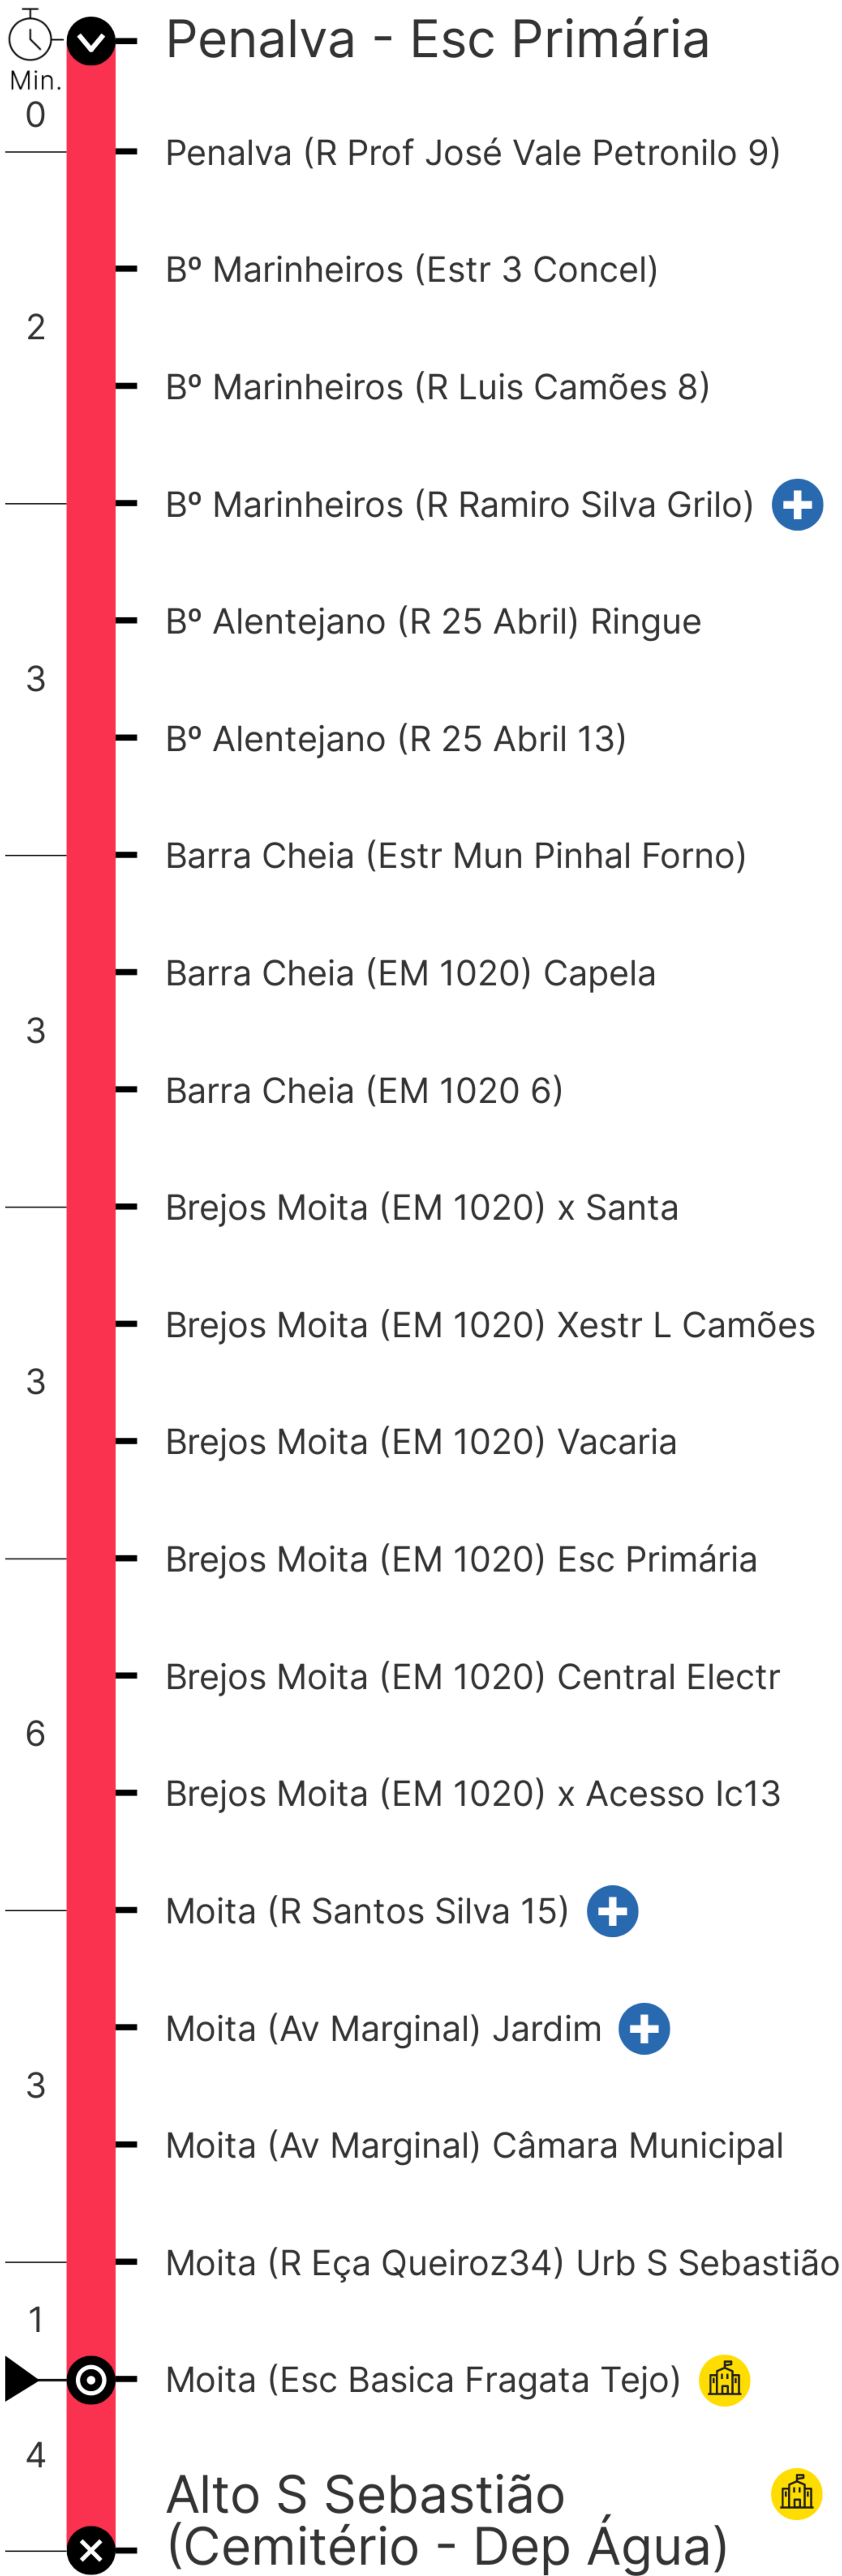 Penalva - Esc Primária
Min.
0
Penalva (R Prof José Vale Petronilo 9)
Bº Marinheiros (Estr 3 Concel)
2
Bº Marinheiros (R Luis Camões 8)
Bº Marinheiros (R Ramiro Silva Grilo)
Bº Alentejano (R 25 Abril) Ringue
3
Bº Alentejano (R 25 Abril 13)
Barra Cheia (Estr Mun Pinhal Forno)
Barra Cheia (EM 1020) Capela
3
Barra Cheia (EM 1020 6)
Brejos Moita (EM 1020) x Santa
Brejos Moita (EM 1020) Xestr L Camões
3
Brejos Moita (EM 1020) Vacaria
Brejos Moita (EM 1020) Esc Primária
Brejos Moita (EM 1020) Central Electr
6
Brejos Moita (EM 1020) x Acesso Ic13
Moita (R Santos Silva 15)
Moita (Av Marginal) Jardim
3
Moita (Av Marginal) Câmara Municipal
Moita (R Eça Queiroz34) Urb S Sebastião
1
Moita (Esc Basica Fragata Tejo)
4
Alto S Sebastião
(Cemitério - Dep Água)